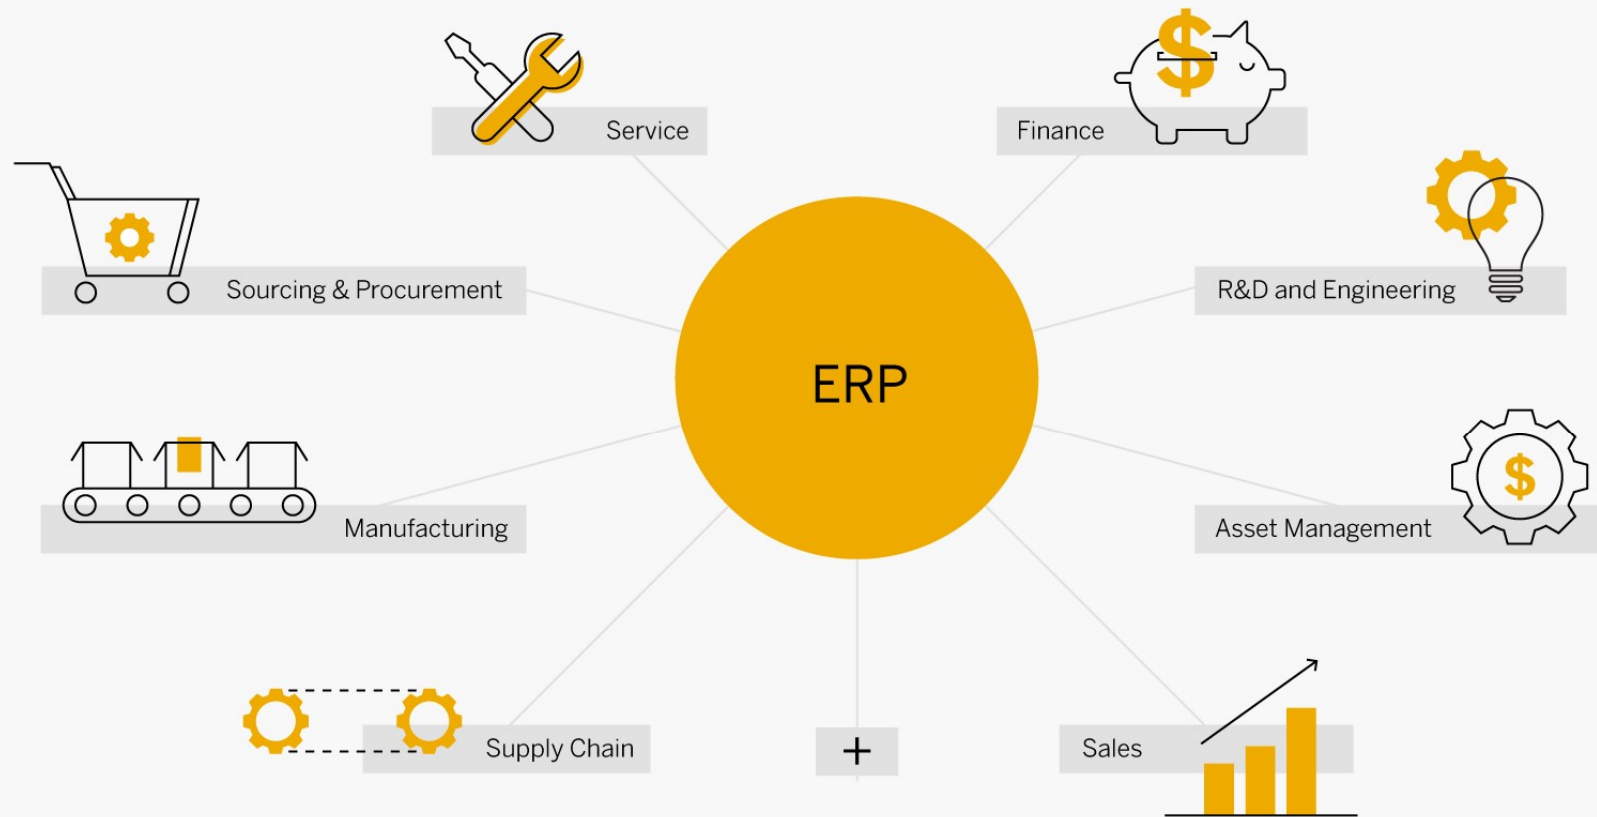 $
Service
Finance
Sourcing & Procurement
R&D and Engineering
ERP
$
Manufacturing
Asset Management
Supply Chain
+
Sales